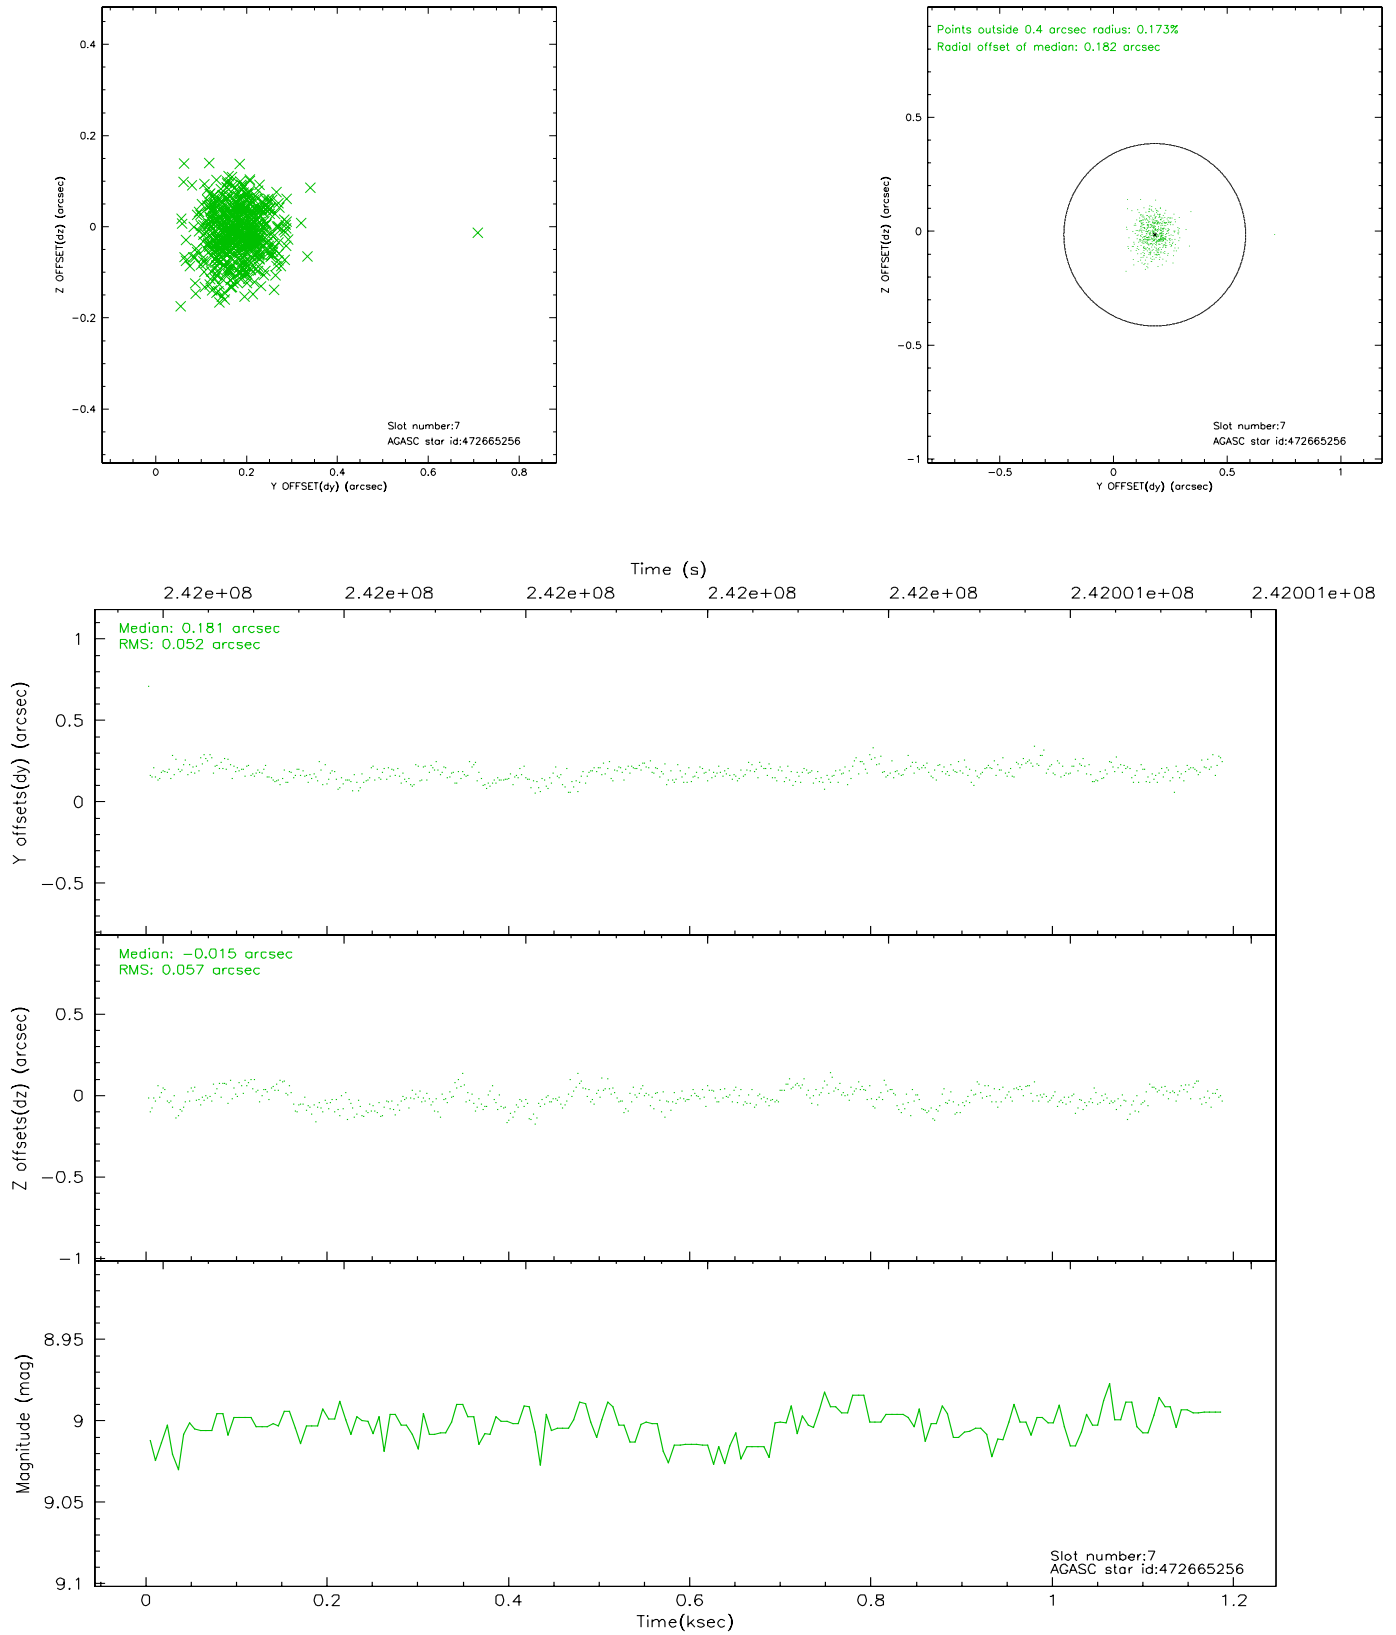 0.4
0.2
0
−0.2
−0.4
Z OFFSET(dz) (arcsec)
0
0.2
0.4
0.6
0.8
Y OFFSET(dy) (arcsec)
Slot number:7
AGASC star id:472665256
Points outside 0.4 arcsec radius: 0.173%
Radial offset of median: 0.182 arcsec
0.5
0
−0.5
−1
Z OFFSET(dz) (arcsec)
−0.5
0
0.5
1
Y OFFSET(dy) (arcsec)
Slot number:7
AGASC star id:472665256
Time (s)
2.42e+08 2.42e+08 2.42e+08 2.42e+08 2.42e+08 2.42001e+08 2.42001e+08
Median: 0.181 arcsec
RMS: 0.052 arcsec
1
0.5
0
−0.5
Y offsets(dy) (arcsec)
Median: −0.015 arcsec
RMS: 0.057 arcsec
0.5
0
−0.5
−1
Z offsets(dz) (arcsec)
8.95
9
9.05
9.1
Magnitude (mag)
Slot number:7
AGASC star id:472665256
0 0.2 0.4 0.6 0.8 1 1.2
Time(ksec)